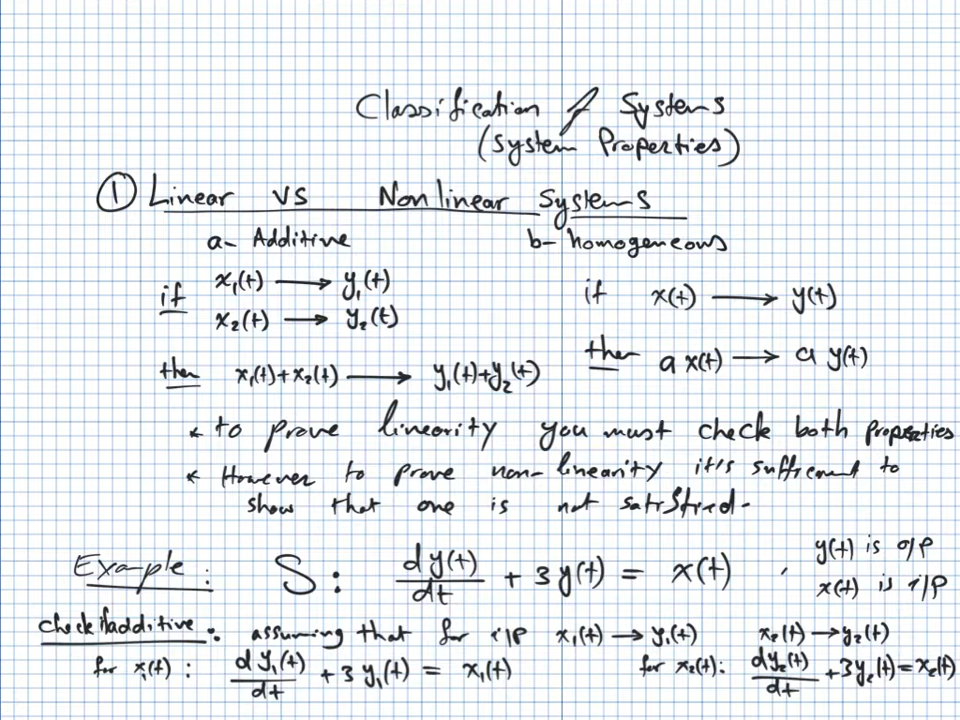 Classification of Systems
(System Properties)
① Linear vs Nonlinear Systems
a- Additive b- homogeneous
if x₁(t) ⟶ y₁(t) if x(t) ⟶ y(t)
x₂(t) ⟶ y₂(t)
then x₁(t)+x₂(t) ⟶ y₁(t)+y₂(t) then a x(t) ⟶ a y(t)
* to prove linearity you must check both properties
* However to prove non-linearity it's sufficient to
show that one is not satisfied.
Example : S: dy(t)/dt + 3y(t) = x(t) , y(t) is o/p
x(t) is i/p
check if additive : assuming that for i/p x₁(t) → y₁(t) x₂(t) → y₂(t)
for x₁(t) : dy₁(t)/dt + 3 y₁(t) = x₁(t) for x₂(t): dy₂(t)/dt + 3y₂(t) = x₂(t)